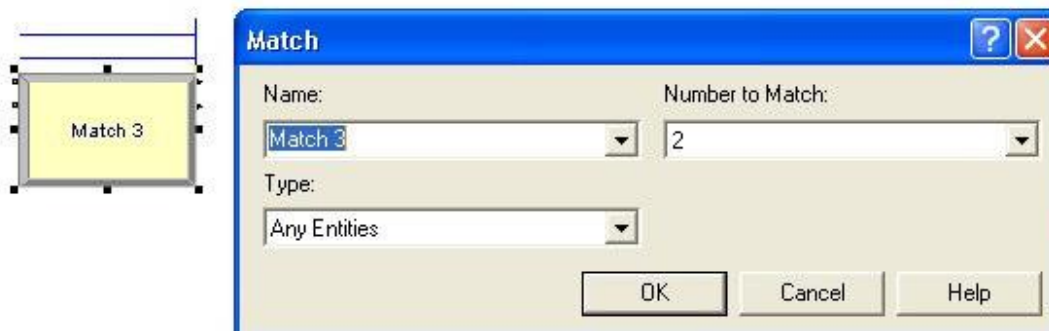 Match 3
Match
?
Name:
Number to Match:
Match 3
2
Type:
Any Entities
OK
Cancel
Help